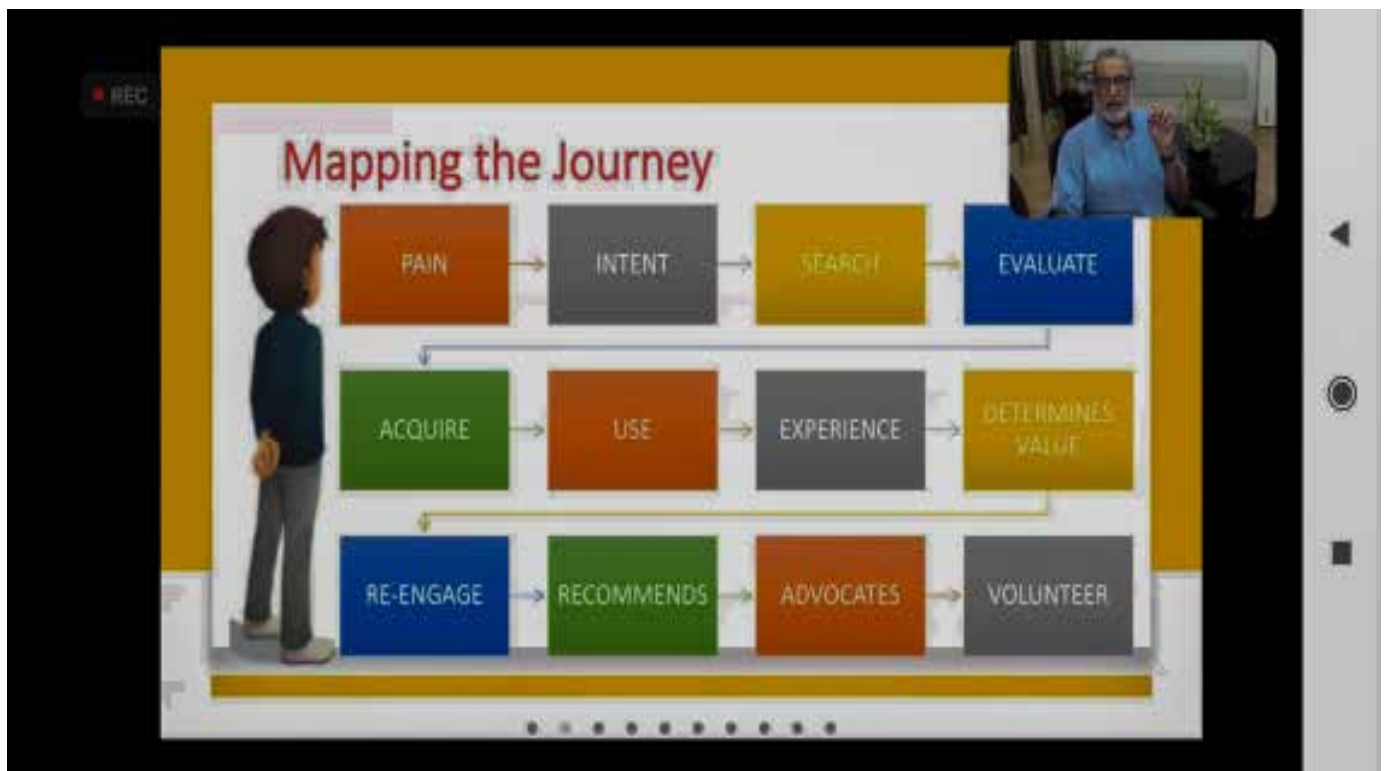 REC
Mapping the Journey
PAIN
INTENT
SEARCH
EVALUATE
ACQUIRE
USE
EXPERIENCE
DETERMINES
VALUE
RE-ENGAGE
RECOMMENDS
ADVOCATES
VOLUNTEER